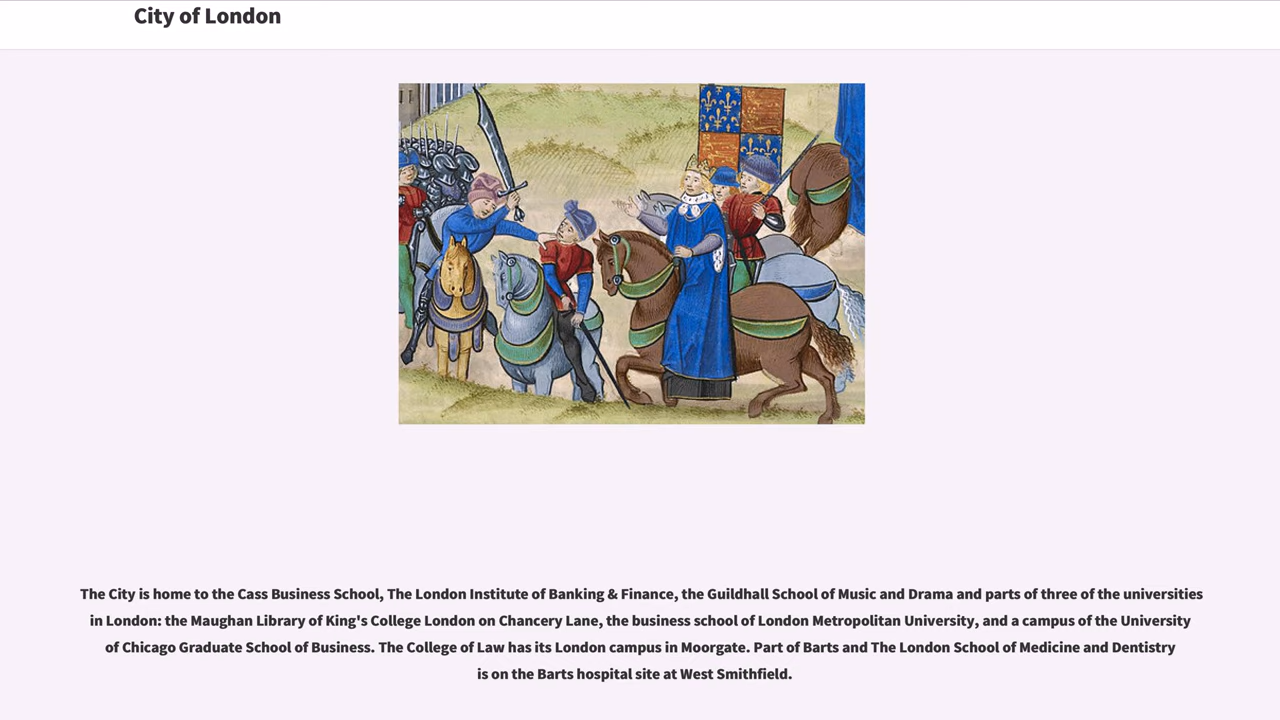 City of London
The City is home to the Cass Business School, The London Institute of Banking & Finance, the Guildhall School of Music and Drama and parts of three of the universities
in London: the Maughan Library of King's College London on Chancery Lane, the business school of London Metropolitan University, and a campus of the University
of Chicago Graduate School of Business. The College of Law has its London campus in Moorgate. Part of Barts and The London School of Medicine and Dentistry
is on the Barts hospital site at West Smithfield.